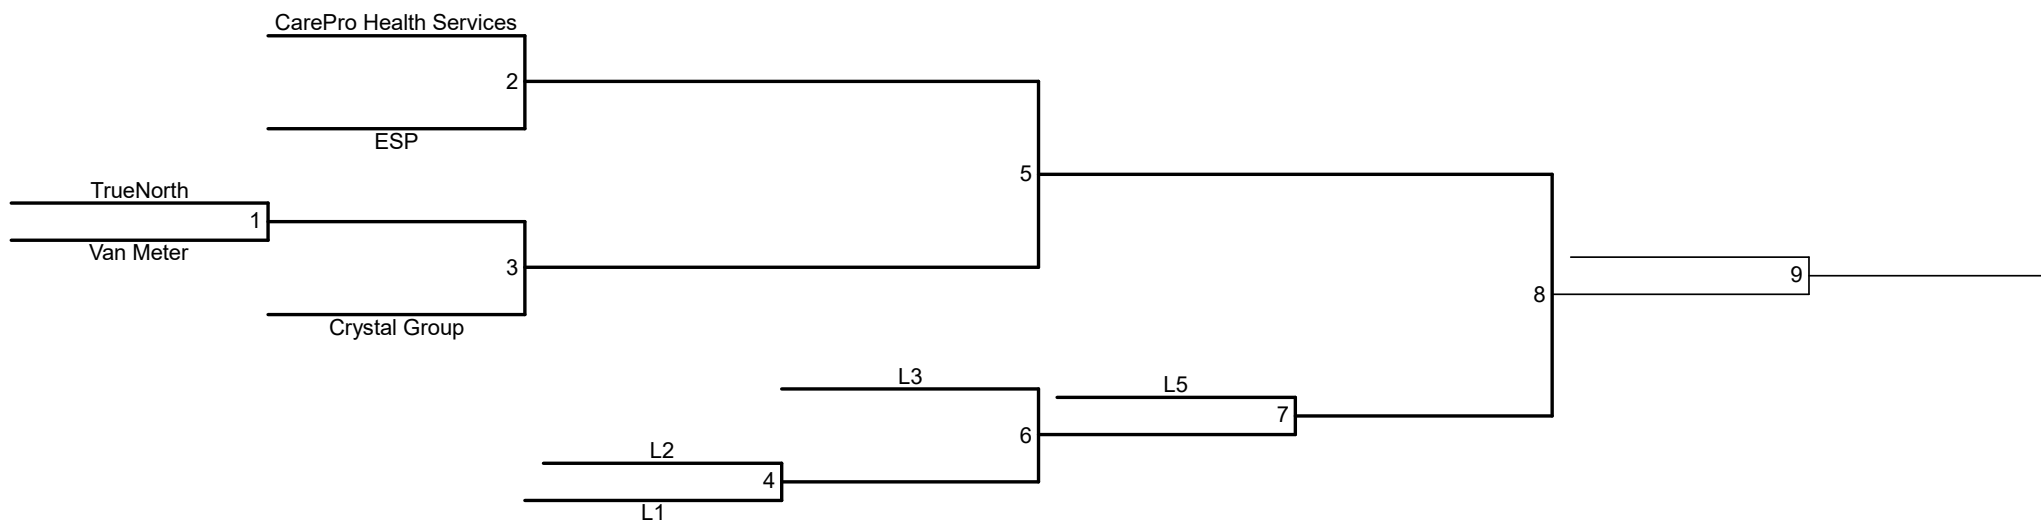 CarePro Health Services
2
ESP
5
TrueNorth
1
Van Meter
3
9
8
Crystal Group
L3
L5
7
6
L2
4
L1